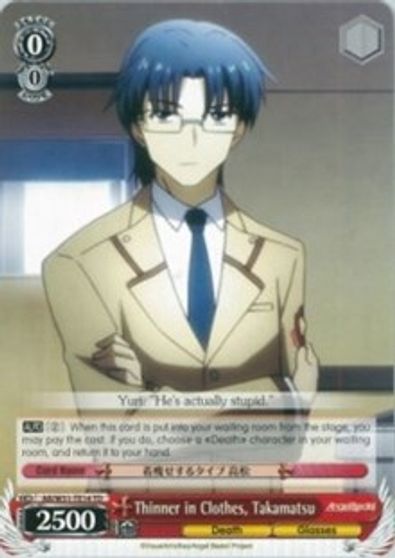 0
0
Yuri: "He's actually stupid."
AUTO [②] When this card is put into your waiting room from the stage, you
may pay the cost. If you do, choose a «Death» character in your waiting
room, and return it to your hand.
Card Name 着痩せするタイプ 高松
Thinner in Clothes, Takamatsu
Angel Beats!
2500
Death Glasses